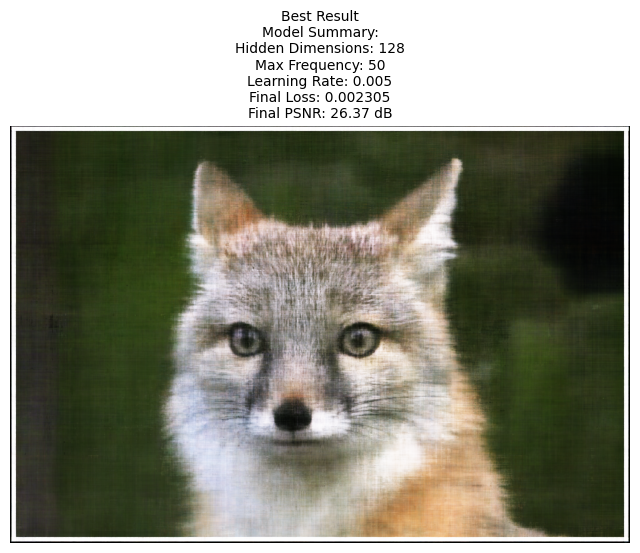 Best Result
Model Summary:
Hidden Dimensions: 128
Max Frequency: 50
Learning Rate: 0.005
Final Loss: 0.002305
Final PSNR: 26.37 dB